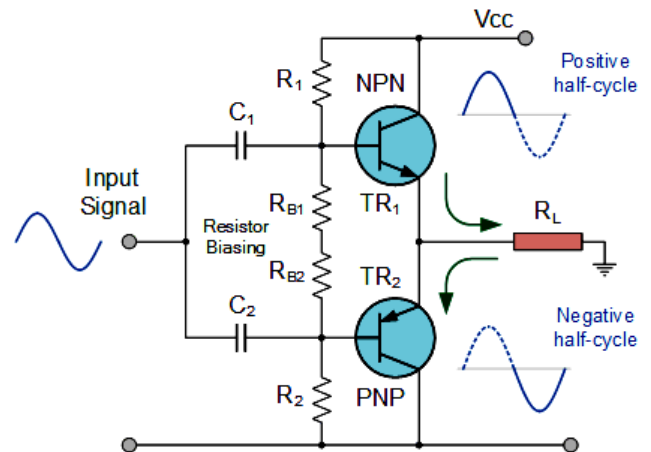 Vcc
Positive
half-cycle
R1
NPN
C1
Input
Signal
TR1
RL
RB1
Resistor
Biasing
RB2
TR2
C2
Negative
half-cycle
R2
PNP